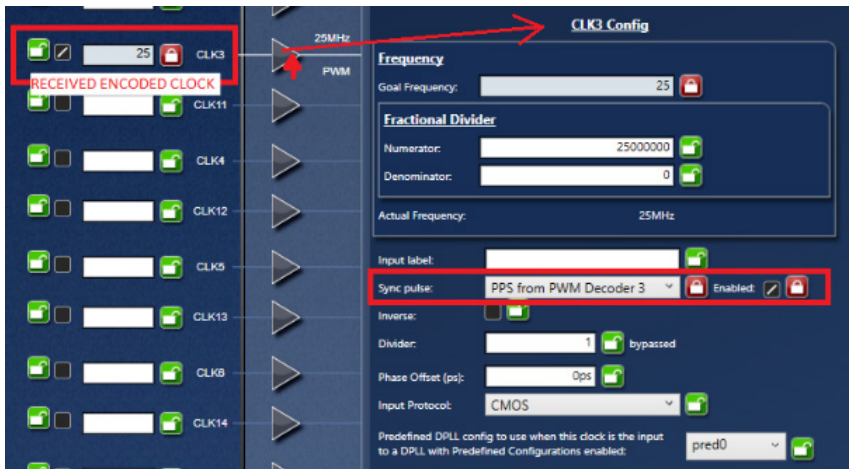 25 CLK3
25MHz
PWM
RECEIVED ENCODED CLOCK
CLK11
CLK4
CLK12
CLK5
CLK13
CLK8
CLK14
CLK3 Config
Frequency
Goal Frequency: 25
Fractional Divider
Numerator: 25000000
Denominator: 0
Actual Frequency: 25MHz
Input label:
Sync pulse: PPS from PWM Decoder 3 Enabled:
Inverse:
Divider: 1 bypassed
Phase Offset (ps): 0ps
Input Protocol: CMOS
Predefined DPLL config to use when this clock is the input
to a DPLL with Predefined Configurations enabled: pred0